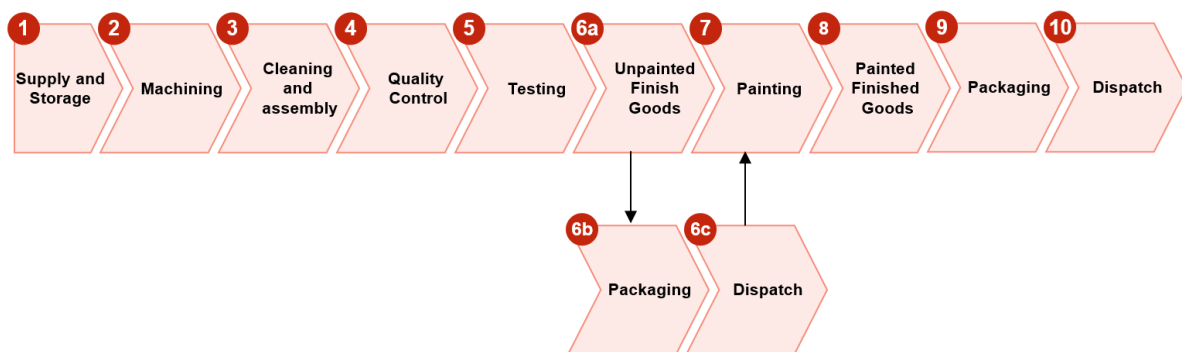 1
Supply and
Storage
2
Machining
3
Cleaning
and
assembly
4
Quality
Control
5
Testing
6a
Unpainted
Finish
Goods
7
Painting
8
Painted
Finished
Goods
9
Packaging
10
Dispatch
6b
Packaging
6c
Dispatch